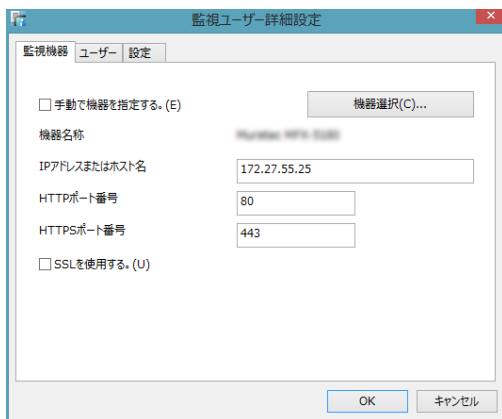 監視ユーザー詳細設定
監視機器 ユーザー 設定
手動で機器を指定する。(E) 機器選択(C)...
機器名称
IPアドレスまたはホスト名 172.27.55.25
HTTPポート番号 80
HTTPSポート番号 443
SSLを使用する。(U)
OK キャンセル